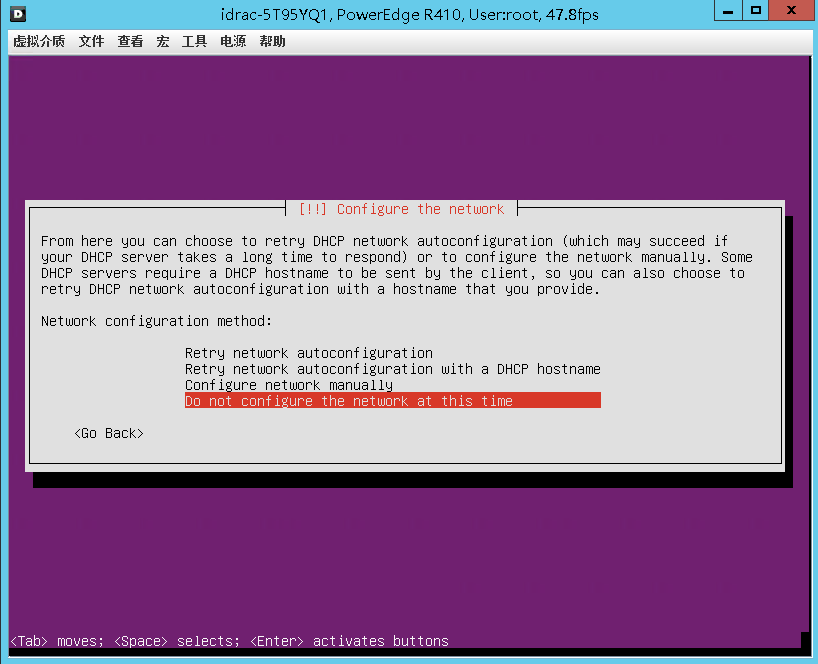 idrac-5T95YQ1, PowerEdge R410, User:root, 47.8fps
虚拟介质 文件 查看 宏 工具 电源 帮助
[!!] Configure the network
From here you can choose to retry DHCP network autoconfiguration (which may succeed if
your DHCP server takes a long time to respond) or to configure the network manually. Some
DHCP servers require a DHCP hostname to be sent by the client, so you can also choose to
retry DHCP network autoconfiguration with a hostname that you provide.
Network configuration method:
Retry network autoconfiguration
Retry network autoconfiguration with a DHCP hostname
Configure network manually
Do not configure the network at this time
<Go Back>
<Tab> moves; <Space> selects; <Enter> activates buttons